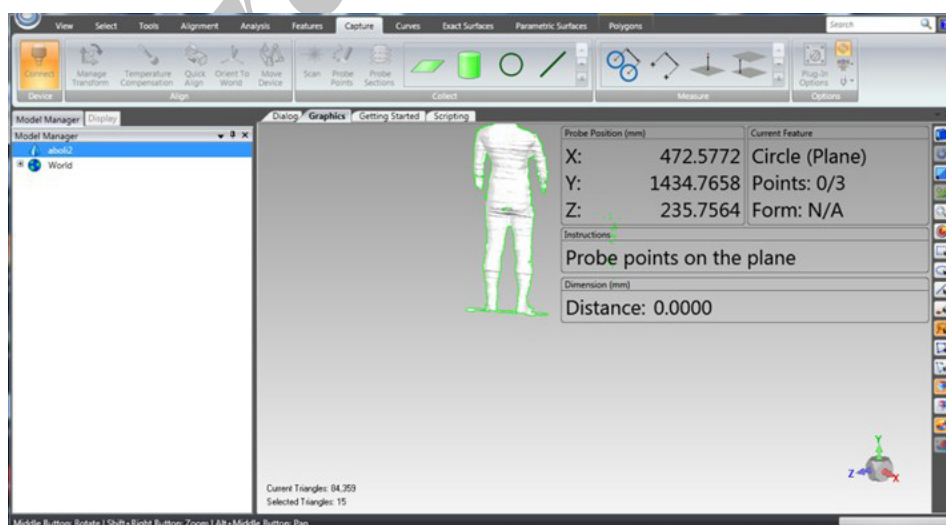 View Select Tools Alignment Analysis Features Capture Curves Exact Surfaces Parametric Surfaces Polygons Search
Connect Manage Transform Temperature Compensation Quick Align Orient To World Move Device Scan Probe Points Probe Sections Plug-In Options
Device Align Collect Measure Options
Model Manager Display Dialog Graphics Getting Started Scripting
Model Manager
aboli2
World
Probe Position (mm) Current Feature
X: 472.5772 Circle (Plane)
Y: 1434.7658 Points: 0/3
Z: 235.7564 Form: N/A
Instructions
Probe points on the plane
Dimension (mm)
Distance: 0.0000
Y
Z X
Current Triangles: 84,359
Selected Triangles: 15
Middle Button: Rotate | Shift+Right Button: Zoom | Alt+Middle Button: Pan